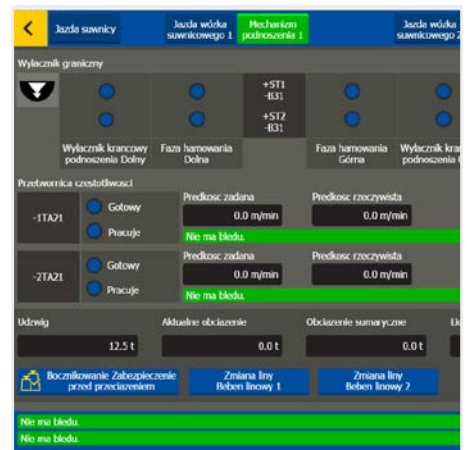 Jazda suwnicy
Jazda wózka suwnicowego 1
Mechanizm podnoszenia 1
Jazda wózka suwnicowego 2
Wylacznik graniczny
+ST1
-B31
+ST2
-B31
Wyłacznik krancowy podnoszenia Dolny
Faza hamowania Dolna
Faza hamowania Górna
Wyłacznik
podnoszenia
Przetwornica czestotliwosci
-1TA21
Gotowy
Pracuje
Predkosc zadana
0.0 m/min
Predkosc rzeczywista
0.0 m/min
Nie ma bledu.
-2TA21
Gotowy
Pracuje
Predkosc zadana
0.0 m/min
Predkosc rzeczywista
0.0 m/min
Nie ma bledu.
Udzwig
12.5 t
Aktualne obciazenie
0.0 t
Obciazenie sumaryczne
0.0 t
Bocznikowanie Zabezpieczenie przed przeciazeniem
Zmiana liny Beben linowy 1
Zmiana liny Beben linowy 2
Nie ma bledu.
Nie ma bledu.